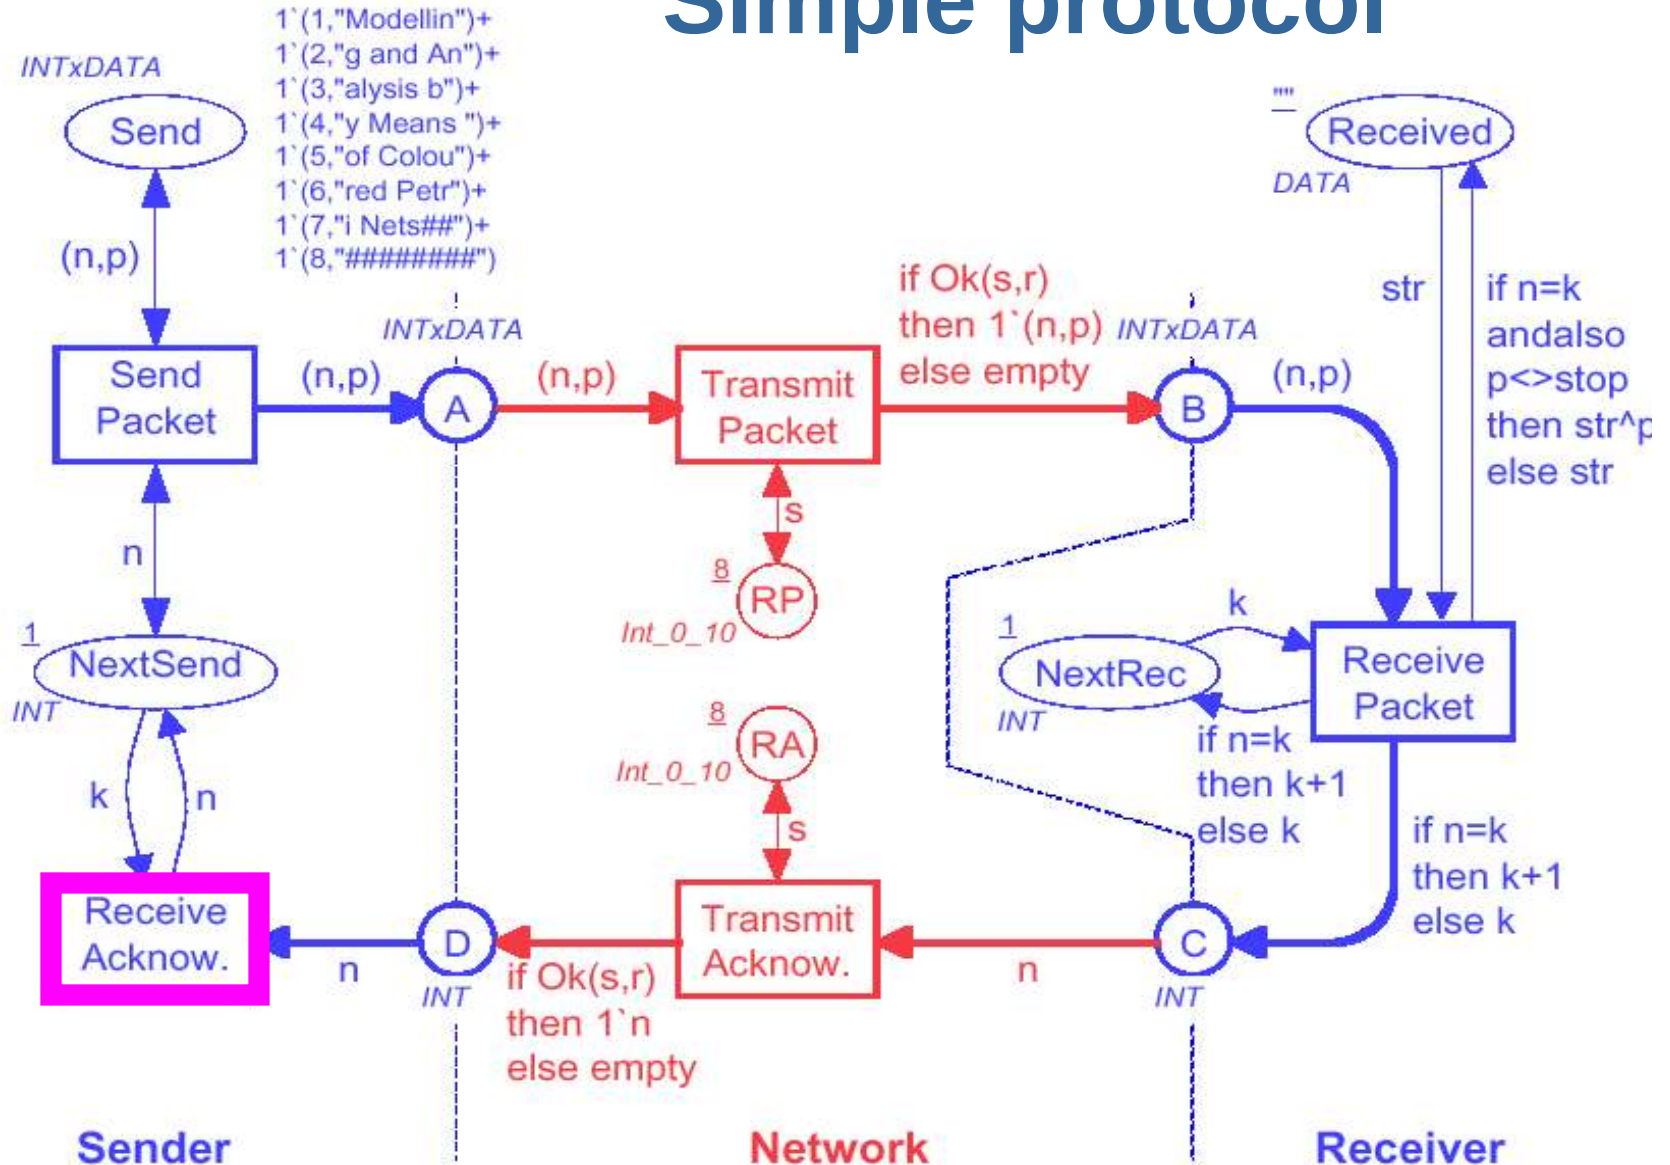 Simple protocol
1`(1,"Modellin")+
1`(2,"g and An")+
1`(3,"alysis b")+
1`(4,"y Means ")+
1`(5,"of Colou")+
1`(6,"red Petr")+
1`(7,"i Nets##")+
1`(8,"########")
INTxDATA
Send
(n,p)
Send
Packet
(n,p)
INTxDATA
A
(n,p)
Transmit
Packet
if Ok(s,r)
then 1`(n,p)
else empty
INTxDATA
B
(n,p)
""
Received
DATA
str
if n=k
andalso
p<>stop
then str^p
else str
n
s
8
RP
Int_0_10
1
NextSend
INT
8
RA
Int_0_10
s
k
1
NextRec
INT
Receive
Packet
if n=k
then k+1
else k
if n=k
then k+1
else k
k
n
Receive
Acknow.
n
D
INT
if Ok(s,r)
then 1`n
else empty
Transmit
Acknow.
n
C
INT
Sender
Network
Receiver